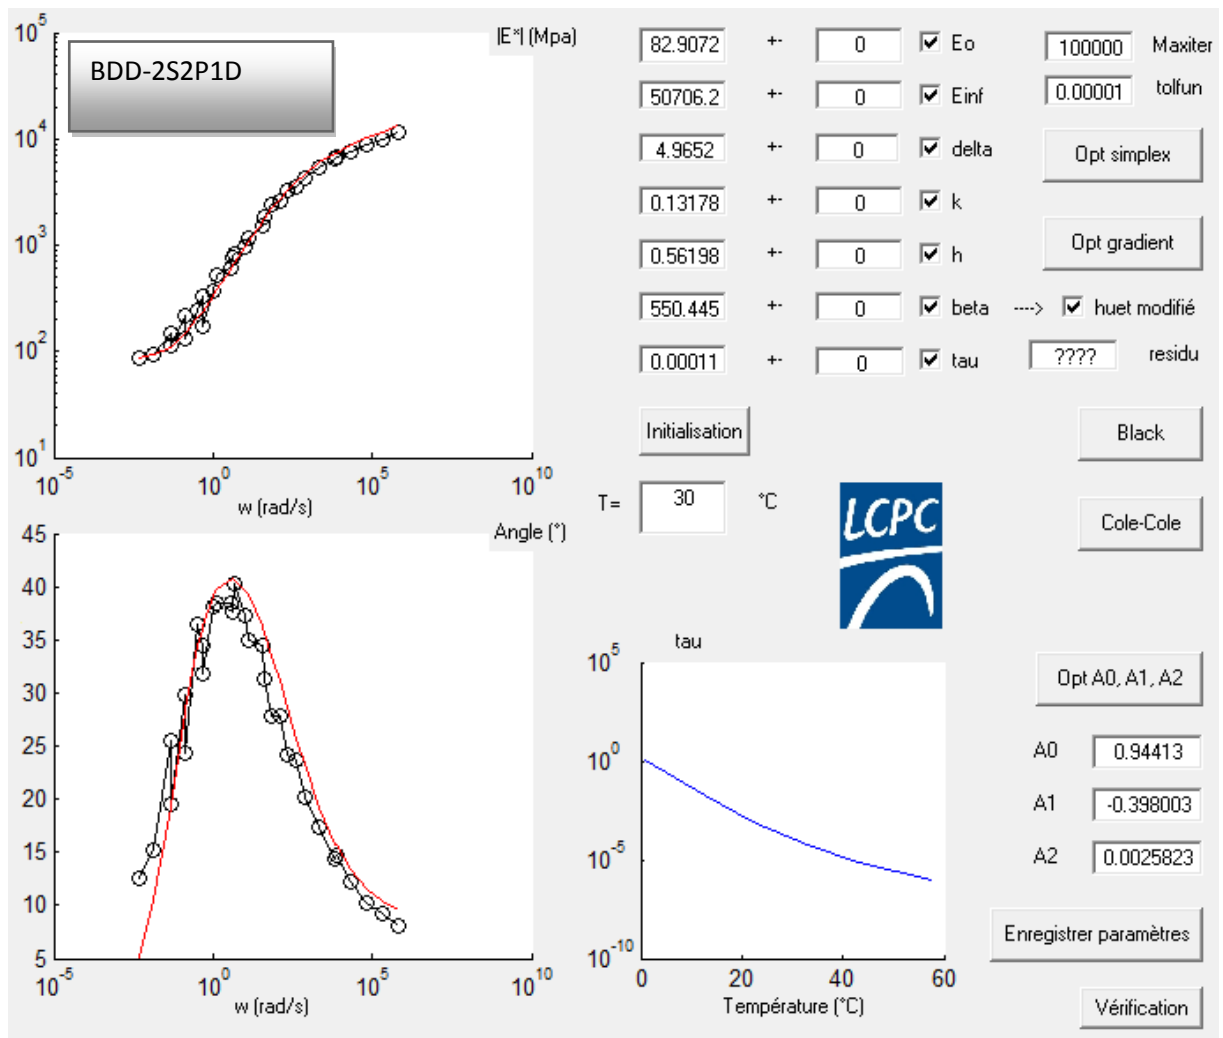 BDD-2S2P1D
|E*| (Mpa)
10^5
10^4
10^3
10^2
10^1
10^-5
10^0
10^5
10^10
w (rad/s)
Angle (°)
45
40
35
30
25
20
15
10
5
10^-5
10^0
10^5
10^10
w (rad/s)
82.9072 +- 0 Eo
50706.2 +- 0 Einf
4.9652 +- 0 delta
0.13178 +- 0 k
0.56198 +- 0 h
550.445 +- 0 beta ----> huet modifié
0.00011 +- 0 tau
100000 Maxiter
0.00001 tolfun
Opt simplex
Opt gradient
???? residu
Initialisation
Black
T= 30 °C
LCPC
Cole-Cole
tau
10^5
10^0
10^-5
10^-10
0
20
40
60
Température (°C)
Opt A0, A1, A2
A0 0.94413
A1 -0.398003
A2 0.0025823
Enregistrer paramètres
Vérification